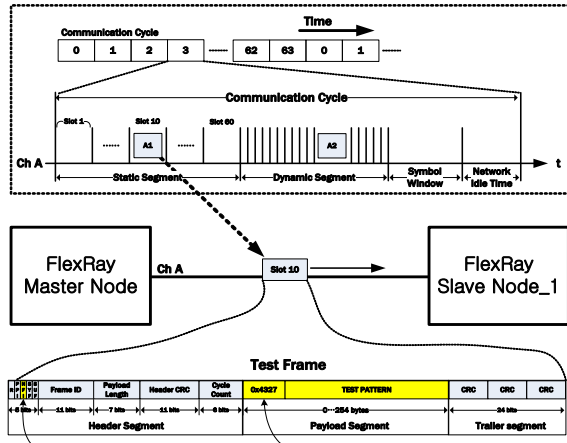 Communication Cycle
Time
0 1 2 3 ...... 62 63 0 1 ......
Communication Cycle
Slot 1 Slot 10 Slot 60
...... A1 ...... A2
Ch A t
Static Segment Dynamic Segment Symbol Window Network Idle Time
FlexRay Master Node
Ch A
Slot 10
FlexRay Slave Node_1
Test Frame
Frame ID Payload Length Header CRC Cycle Count 0x4327 TEST PATTERN CRC CRC CRC
5 bits 11 bits 7 bits 11 bits 6 bits 0...254 bytes 24 bits
Header Segment Payload Segment Trailer segment